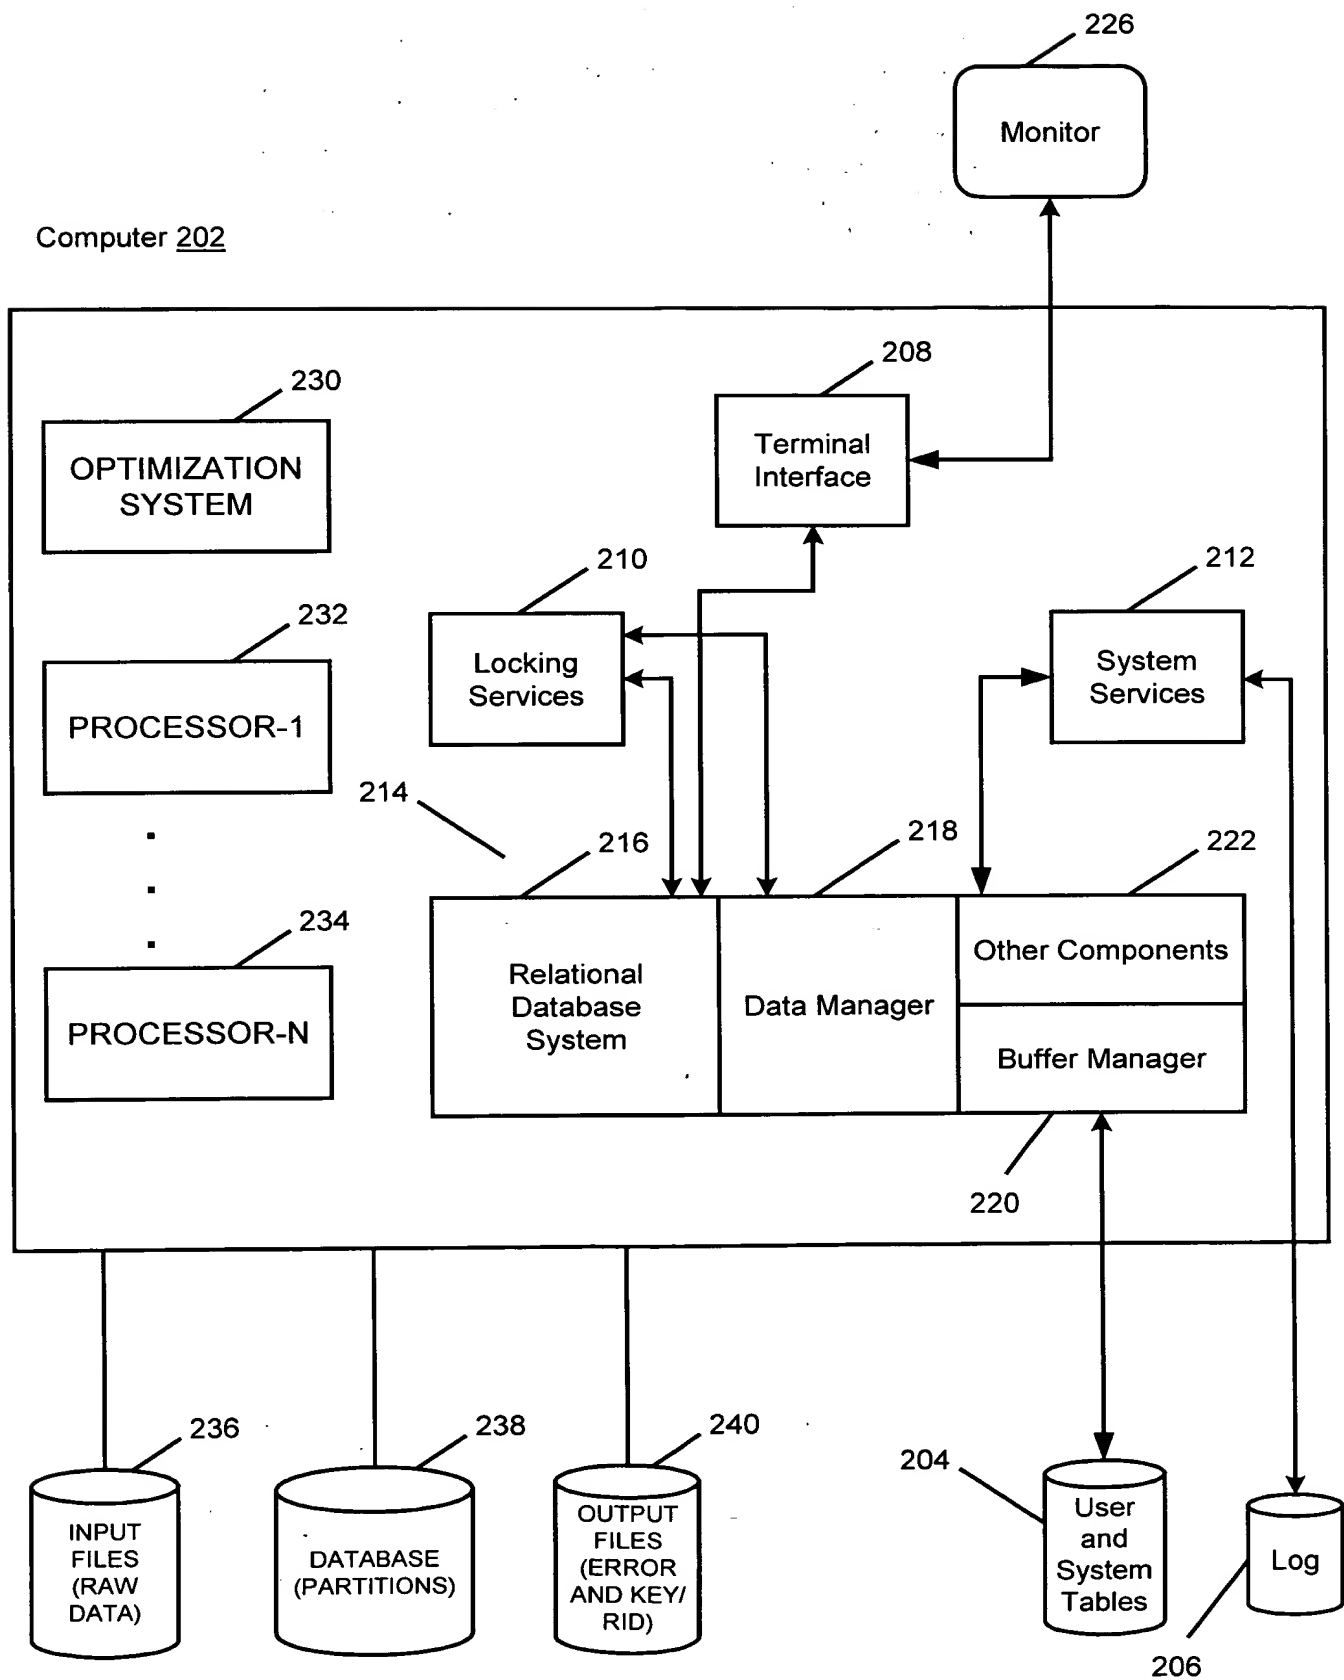 226
Monitor
Computer 202
208
230
Terminal
Interface
OPTIMIZATION
SYSTEM
210
212
232
Locking
Services
System
Services
PROCESSOR-1
214
216
218
222
234
Other Components
Relational
Database
System
Data Manager
PROCESSOR-N
Buffer Manager
220
236
238
240
204
INPUT
FILES
(RAW
DATA)
DATABASE
(PARTITIONS)
OUTPUT
FILES
(ERROR
AND KEY/
RID)
User
and
System
Tables
Log
206